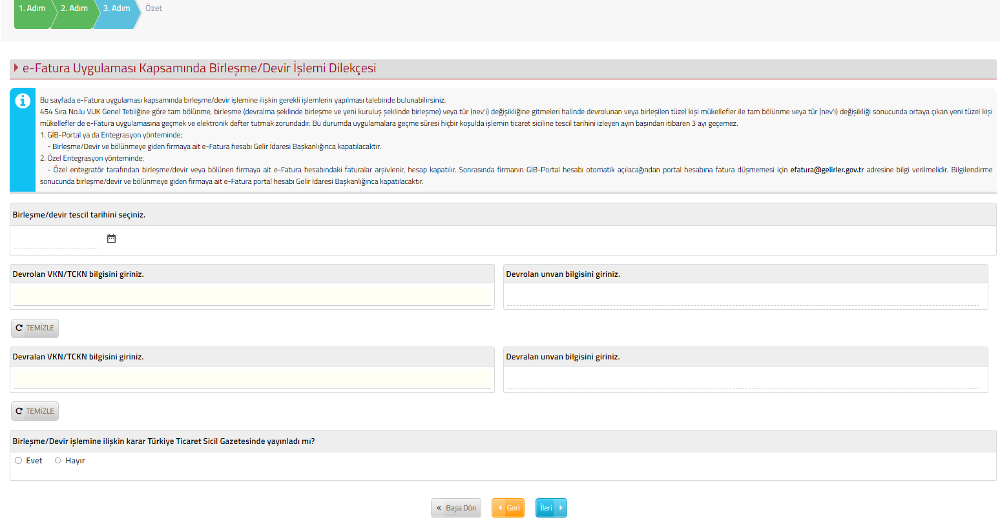 1. Adım 2. Adım 3. Adım Özet
e-Fatura Uygulaması Kapsamında Birleşme/Devir İşlemi Dilekçesi
Bu sayfada e-Fatura uygulaması kapsamında birleşme/devir işlemine ilişkin gerekli işlemlerin yapılması talebinde bulunabilirsiniz.
454 Sıra No.lu VUK Genel Tebliğine göre tam bölünme, birleşme (devralma şeklinde birleşme ve yeni kuruluş şeklinde birleşme) veya tür (nev'i) değişikliğine gitmeleri halinde devrolunan veya birleşilen tüzel kişi mükellefler ile tam bölünme veya tür (nev'i) değişikliği sonucunda ortaya çıkan yeni tüzel kişi
mükellefler de e-Fatura uygulamasına geçmek ve elektronik defter tutmak zorundadır. Bu durumda uygulamalara geçme süresi hiçbir koşulda işlemin ticaret siciline tescil tarihini izleyen ayın başından itibaren 3 ayı geçemez.
1. GİB-Portal ya da Entegrasyon yönteminde;
- Birleşme/Devir ve bölünmeye giden firmaya ait e-Fatura hesabı Gelir İdaresi Başkanlığınca kapatılacaktır.
2. Özel Entegrasyon yönteminde;
- Özel entegratör tarafından birleşme/devir veya bölünen firmaya ait e-Fatura hesabındaki faturalar arşivlenir, hesap kapatılır. Sonrasında firmanın GİB-Portal hesabı otomatik açılacağından portal hesabına fatura düşmemesi için efatura@gelirler.gov.tr adresine bilgi verilmelidir. Bilgilendirme
sonucunda birleşme/devir ve bölünmeye giden firmaya ait e-Fatura portal hesabı Gelir İdaresi Başkanlığınca kapatılacaktır.
Birleşme/devir tescil tarihini seçiniz.
Devrolan VKN/TCKN bilgisini giriniz. Devrolan unvan bilgisini giriniz.
TEMİZLE
Devralan VKN/TCKN bilgisini giriniz. Devralan unvan bilgisini giriniz.
TEMİZLE
Birleşme/Devir işlemine ilişkin karar Türkiye Ticaret Sicil Gazetesinde yayınladı mı?
Evet Hayır
« Başa Dön Geri İleri